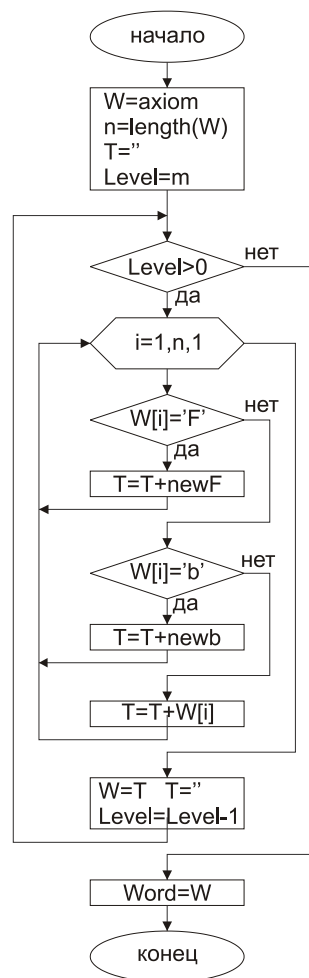 начало
W=axiom
n=length(W)
T=’’
Level=m
Level>0
нет
да
i=1,n,1
W[i]=’F’
нет
да
T=T+newF
W[i]=’b’
нет
да
T=T+newb
T=T+W[i]
W=T T=’’
Level=Level-1
Word=W
конец